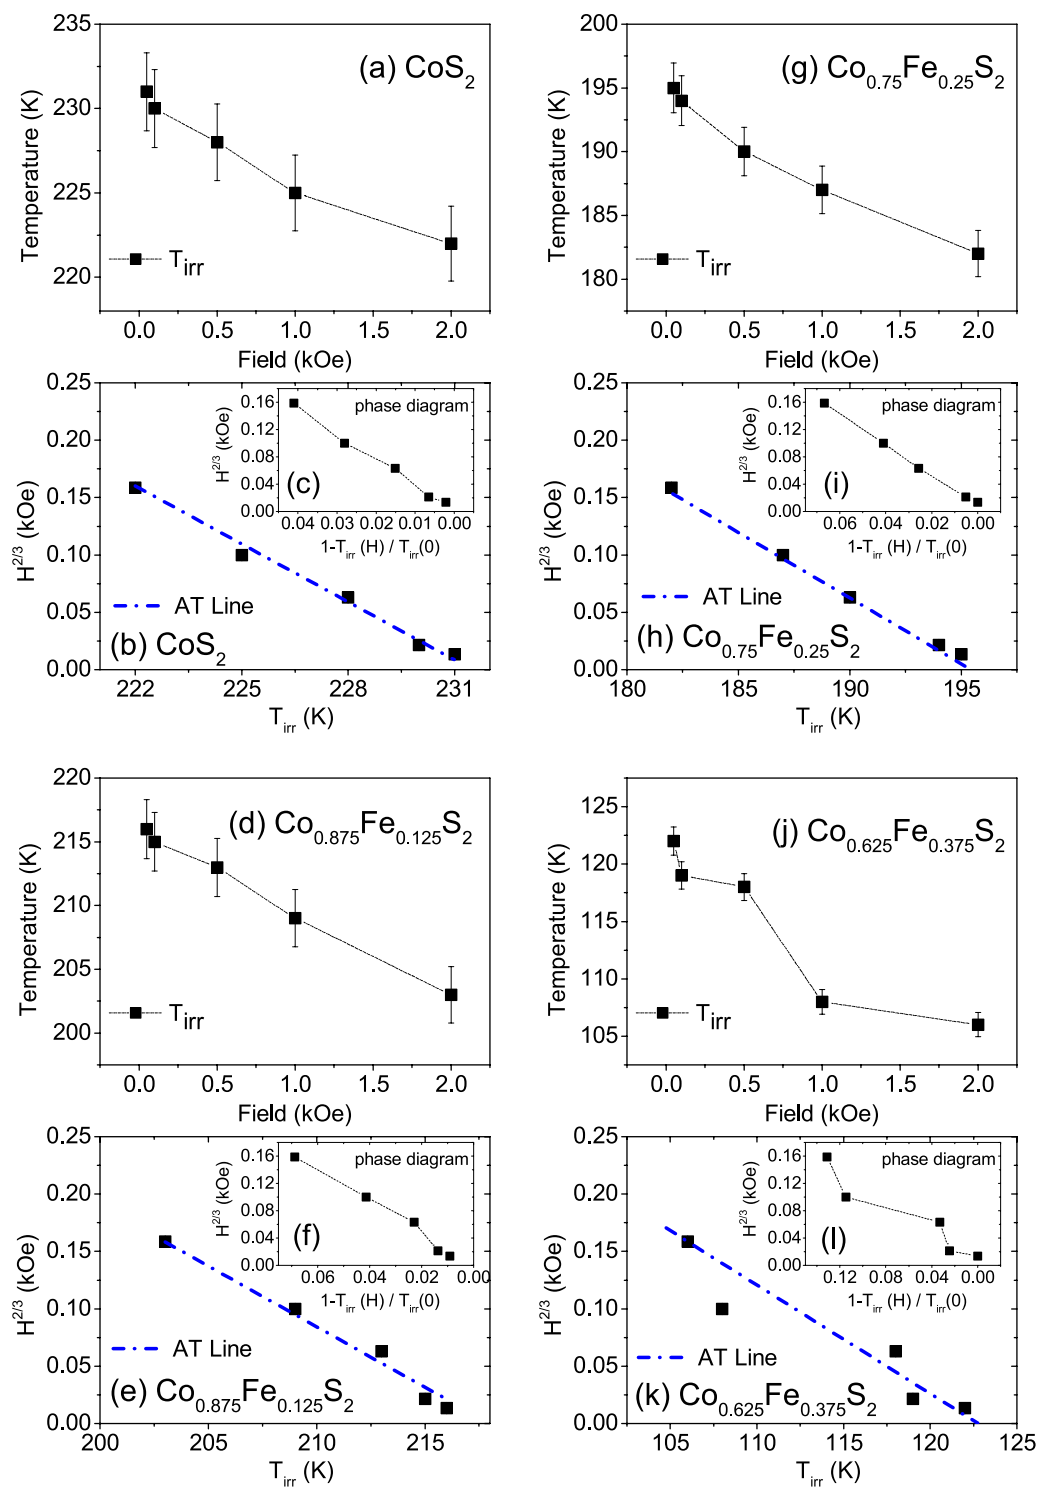 235
230
225
220
Temperature (K)
(a) CoS2
Tirr
0.0 0.5 1.0 1.5 2.0
Field (kOe)
0.25
0.20
0.15
0.10
0.05
0.00
H2/3 (kOe)
0.16
0.12
0.08
0.04
0.00
H2/3 (kOe)
phase diagram
(c)
0.04 0.03 0.02 0.01 0.00
1-Tirr (H) / Tirr(0)
AT Line
(b) CoS2
222 225 228 231
Tirr (K)
200
195
190
185
180
Temperature (K)
(g) Co0.75Fe0.25S2
Tirr
0.0 0.5 1.0 1.5 2.0
Field (kOe)
0.25
0.20
0.15
0.10
0.05
0.00
H2/3 (kOe)
0.16
0.12
0.08
0.04
0.00
H2/3 (kOe)
phase diagram
(i)
0.06 0.04 0.02 0.00
1-Tirr (H) / Tirr(0)
AT Line
(h) Co0.75Fe0.25S2
180 185 190 195
Tirr (K)
220
215
210
205
200
Temperature (K)
(d) Co0.875Fe0.125S2
Tirr
0.0 0.5 1.0 1.5 2.0
Field (kOe)
0.25
0.20
0.15
0.10
0.05
0.00
H2/3 (kOe)
0.16
0.12
0.08
0.04
0.00
H2/3 (kOe)
phase diagram
(f)
0.06 0.04 0.02 0.00
1-Tirr (H) / Tirr(0)
AT Line
(e) Co0.875Fe0.125S2
200 205 210 215
Tirr (K)
125
120
115
110
105
Temperature (K)
(j) Co0.625Fe0.375S2
Tirr
0.0 0.5 1.0 1.5 2.0
Field (kOe)
0.25
0.20
0.15
0.10
0.05
0.00
H2/3 (kOe)
0.16
0.12
0.08
0.04
0.00
H2/3 (kOe)
phase diagram
(l)
0.12 0.08 0.04 0.00
1-Tirr (H) / Tirr(0)
AT Line
(k) Co0.625Fe0.375S2
105 110 115 120 125
Tirr (K)